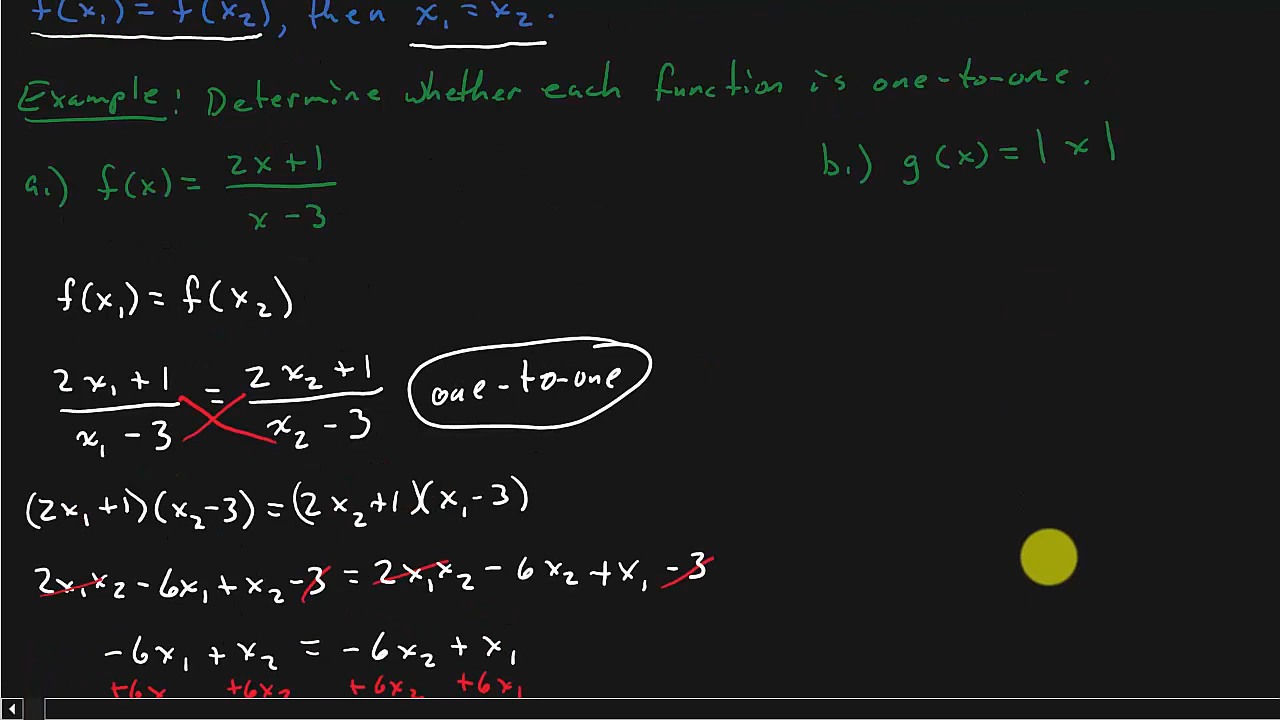 f(x₁) = f(x₂), then x₁ = x₂.
Example: Determine whether each function is one-to-one.
a.) f(x) = (2x+1)/(x-3)
b.) g(x) = |x|
f(x₁) = f(x₂)
(2x₁+1)/(x₁-3) = (2x₂+1)/(x₂-3)
one-to-one
(2x₁+1)(x₂-3) = (2x₂+1)(x₁-3)
2x₁x₂ - 6x₁ + x₂ - 3 = 2x₁x₂ - 6x₂ + x₁ - 3
-6x₁ + x₂ = -6x₂ + x₁
+6x +6x₂ +6x₂ +6x₁